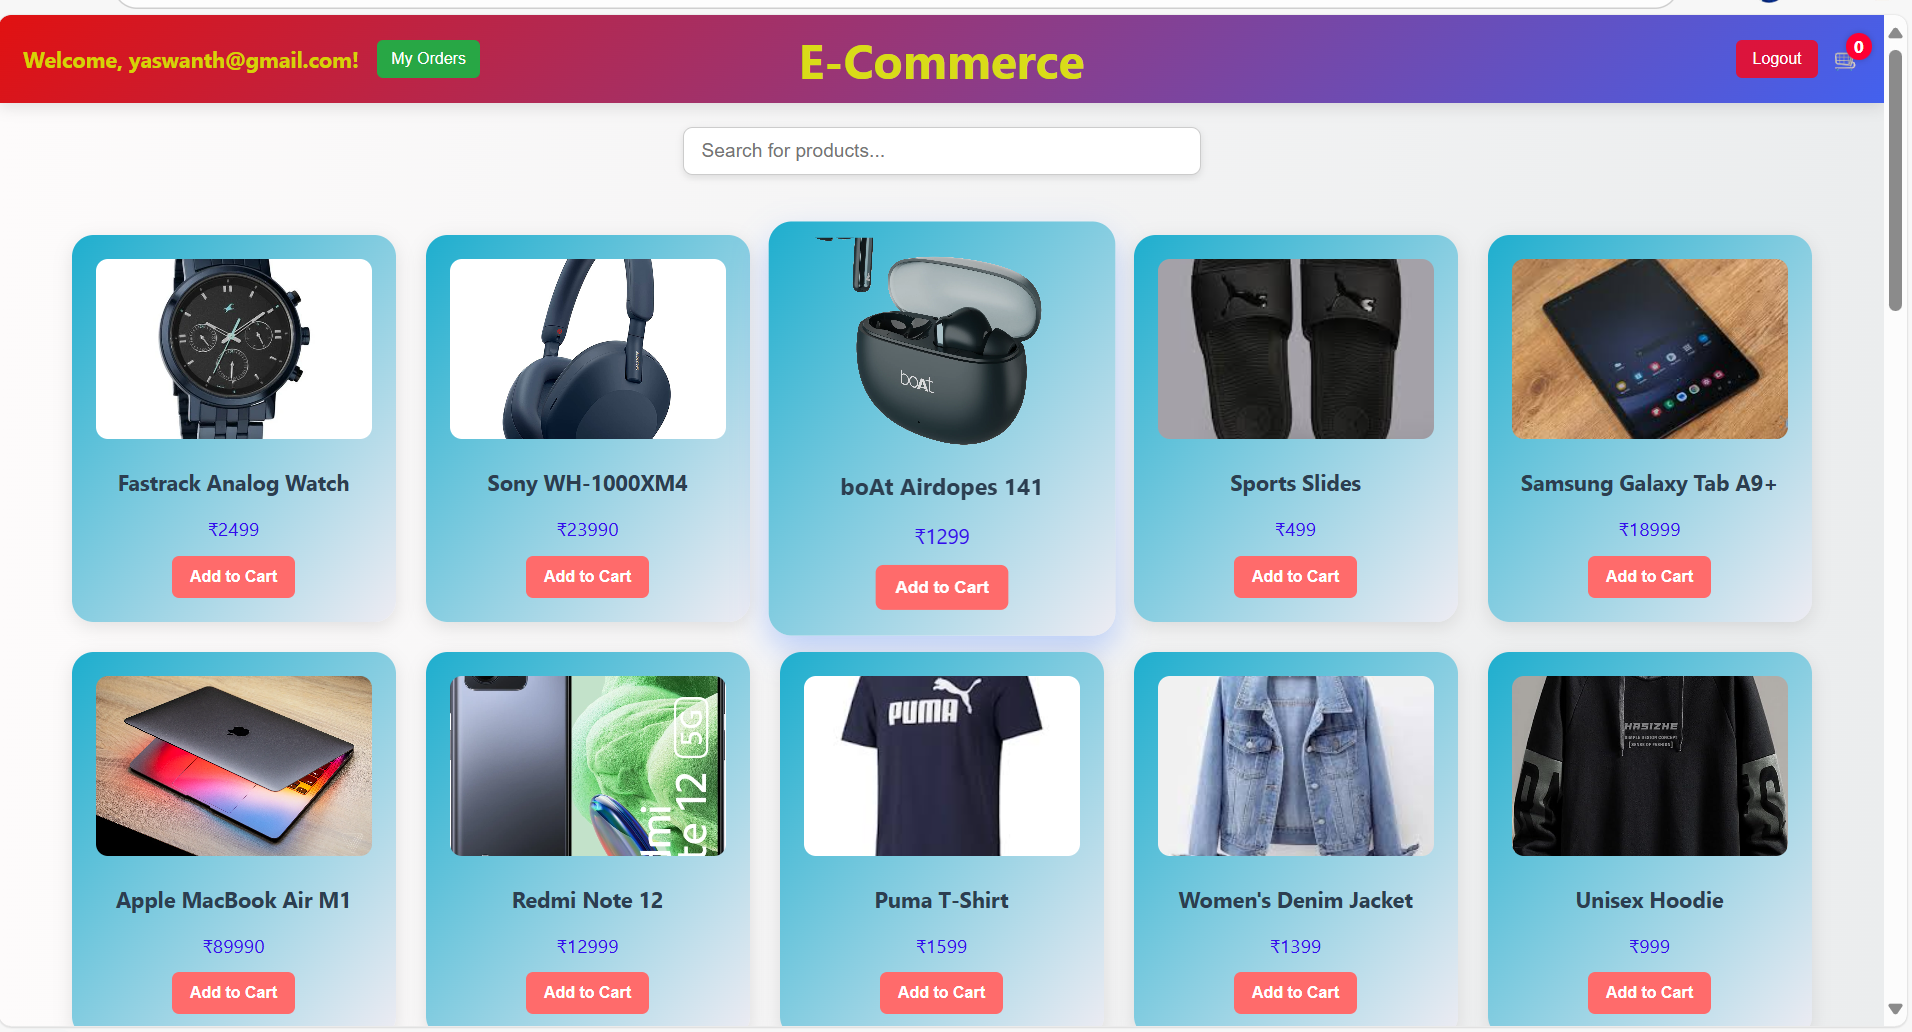 Welcome, yaswanth@gmail.com!
My Orders
E-Commerce
Logout
0
Search for products...
boAt
Fastrack Analog Watch
Sony WH-1000XM4
boAt Airdopes 141
Sports Slides
Samsung Galaxy Tab A9+
₹2499
₹23990
₹1299
₹499
₹18999
Add to Cart
Add to Cart
Add to Cart
Add to Cart
Add to Cart
5G
PUMA
HASIZHE
Apple MacBook Air M1
Redmi Note 12
Puma T-Shirt
Women's Denim Jacket
Unisex Hoodie
₹89990
₹12999
₹1599
₹1399
₹999
Add to Cart
Add to Cart
Add to Cart
Add to Cart
Add to Cart